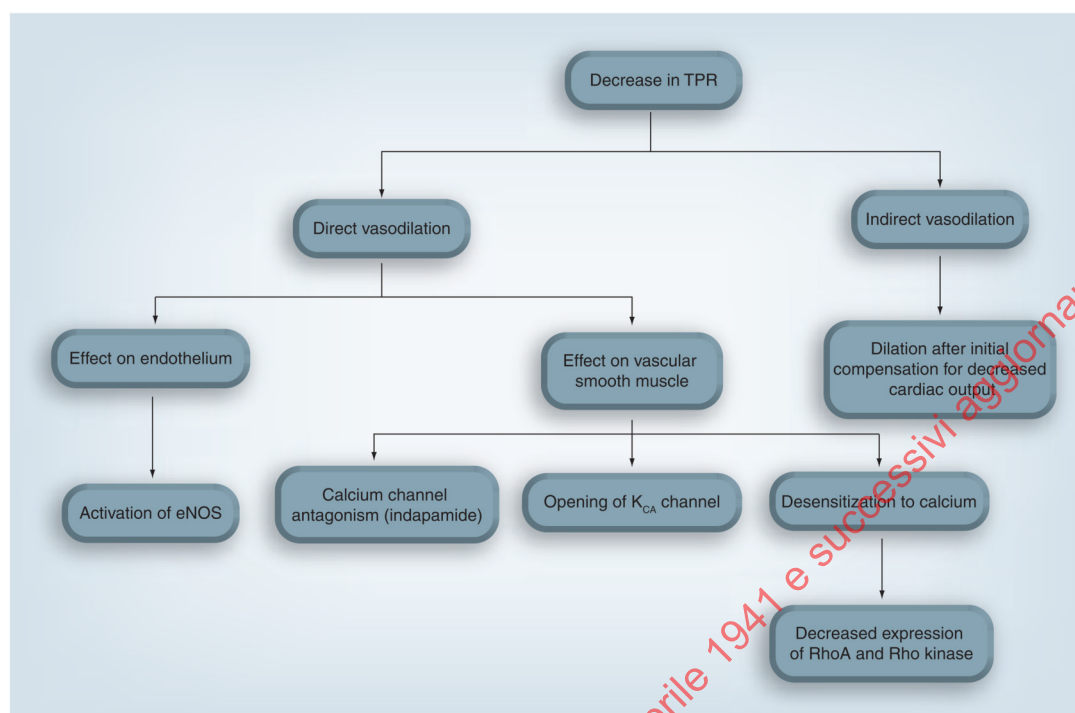 Decrease in TPR
Direct vasodilation
Indirect vasodilation
Effect on endothelium
Effect on vascular
smooth muscle
Dilation after initial
compensation for decreased
cardiac output
Activation of eNOS
Calcium channel
antagonism (indapamide)
Opening of K_CA channel
Desensitization to calcium
Decreased expression
of RhoA and Rho kinase
1941 e successivi